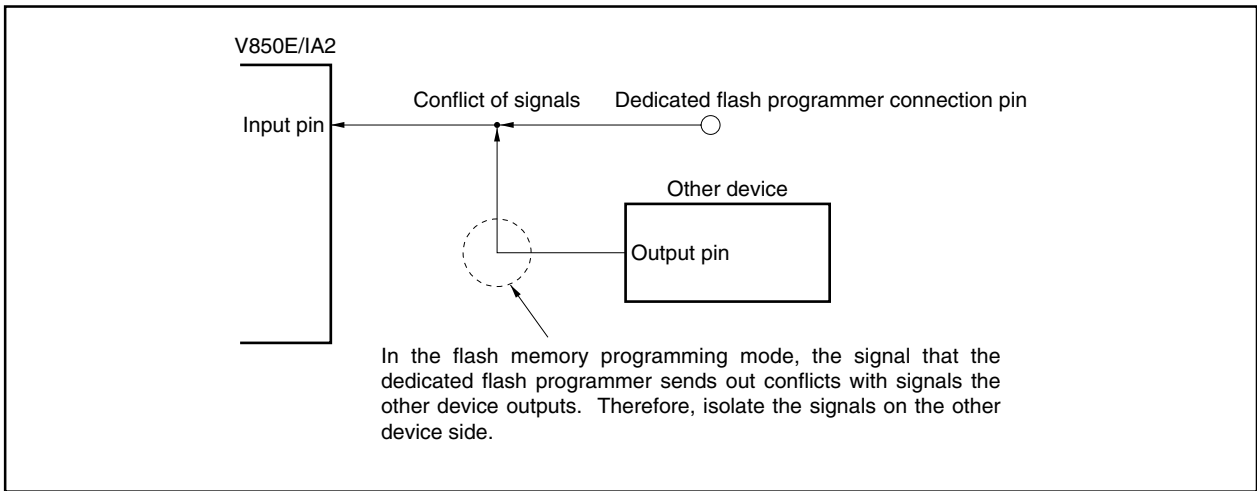 V850E/IA2
Conflict of signals
Dedicated flash programmer connection pin
Input pin
Other device
Output pin
In the flash memory programming mode, the signal that the
dedicated flash programmer sends out conflicts with signals the
other device outputs. Therefore, isolate the signals on the other
device side.